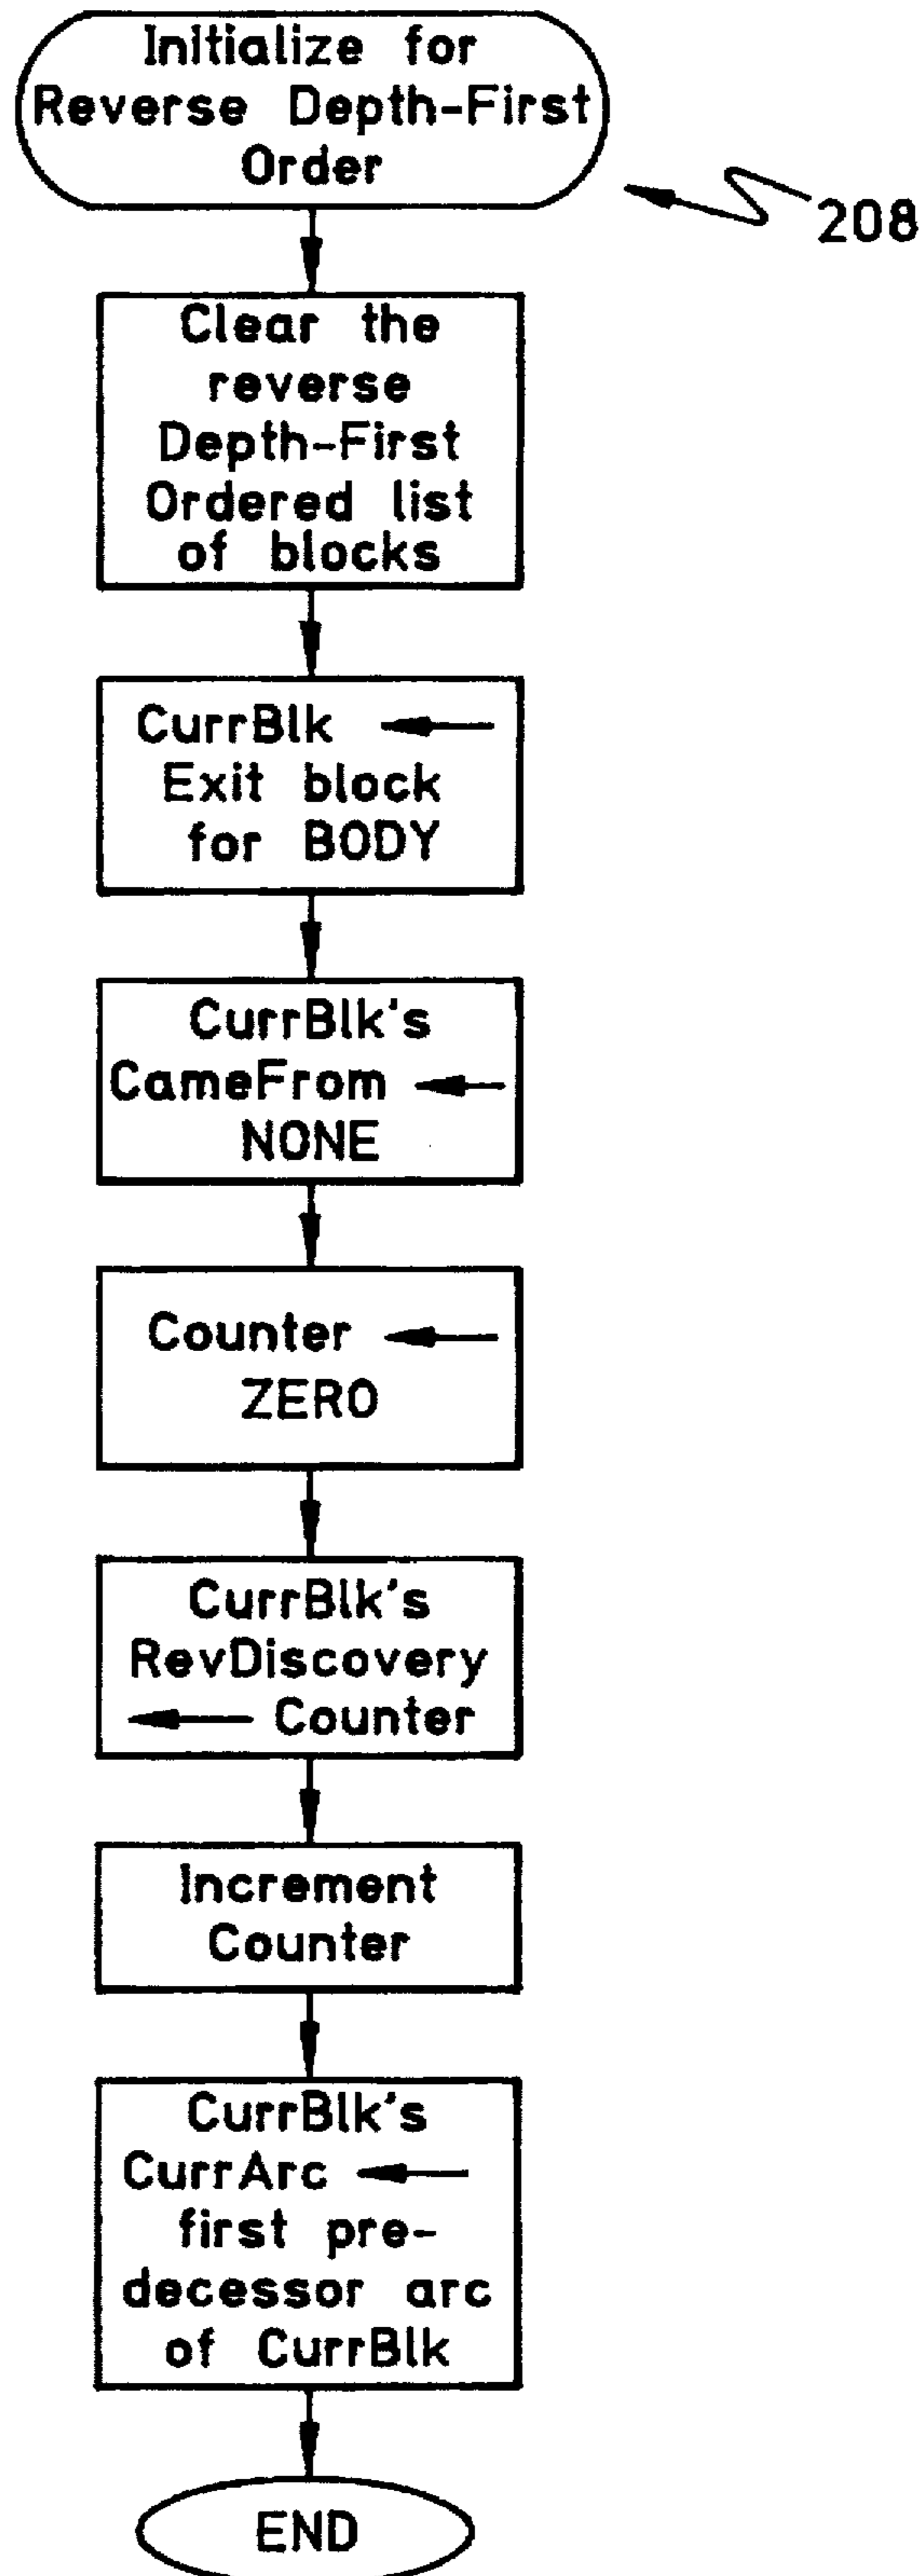 Initialize for
Reverse Depth-First
Order
208
Clear the
reverse
Depth-First
Ordered list
of blocks
CurrBlk ←
Exit block
for BODY
CurrBlk's
CameFrom ←
NONE
Counter ←
ZERO
CurrBlk's
RevDiscovery
← Counter
Increment
Counter
CurrBlk's
CurrArc ←
first pre-
decessor arc
of CurrBlk
END